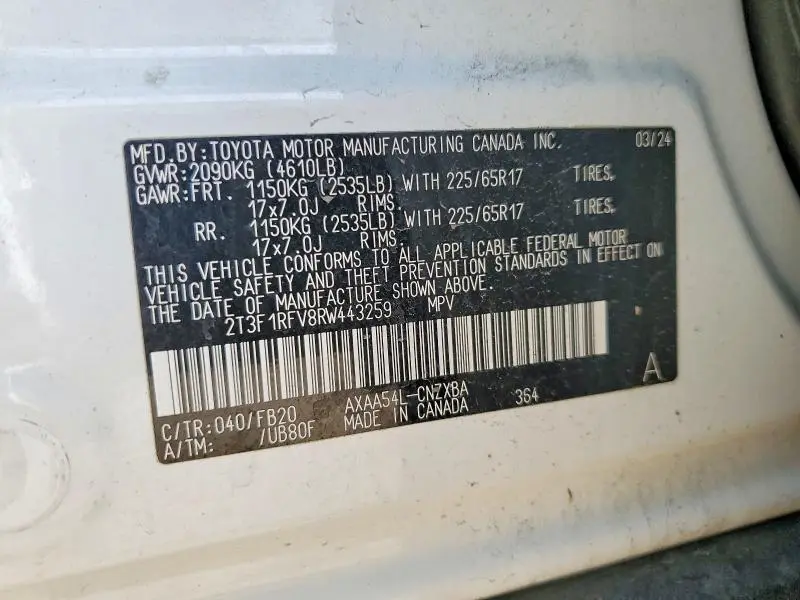 MFD.BY:TOYOTA MOTOR MANUFACTURING CANADA INC. 03/24
GVWR:2090KG (4610LB)
GAWR:FRT. 1150KG (2535LB) WITH 225/65R17 TIRES,
17x7.0J RIMS,
RR. 1150KG (2535LB) WITH 225/65R17 TIRES,
17x7.0J RIMS.
THIS VEHICLE CONFORMS TO ALL APPLICABLE FEDERAL MOTOR
VEHICLE SAFETY AND THEFT PREVENTION STANDARDS IN EFFECT ON
THE DATE OF MANUFACTURE SHOWN ABOVE.
2T3F1RFV8RW443259 MPV
C/TR:040/FB20 AXAA54L-CNZXBA 364 A
A/TM: /UB80F MADE IN CANADA